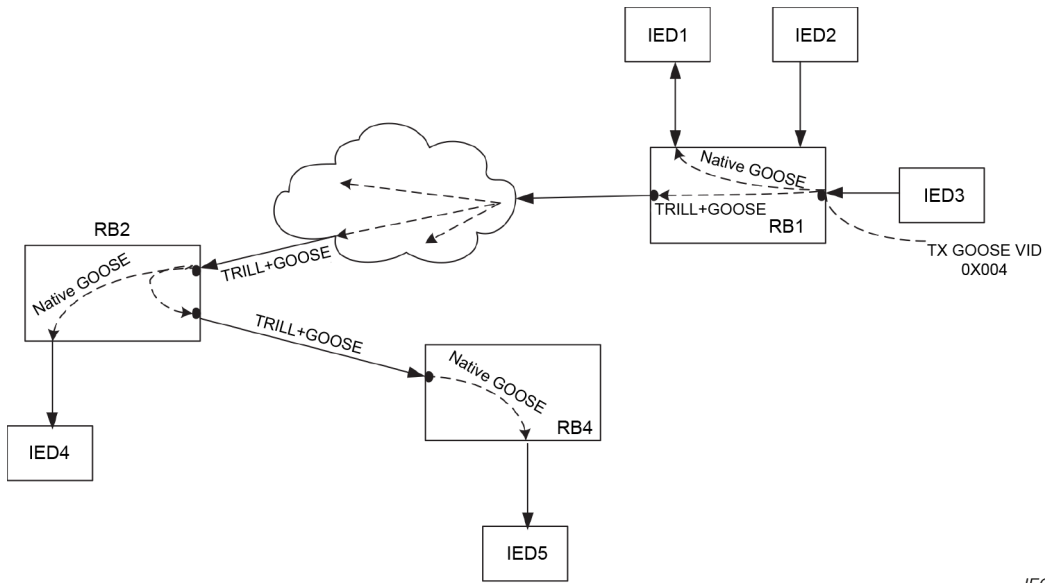 IED1
IED2
Native GOOSE
IED3
TRILL+GOOSE
RB1
TX GOOSE VID
0X004
RB2
TRILL+GOOSE
Native GOOSE
TRILL+GOOSE
Native GOOSE
RB4
IED4
IED5